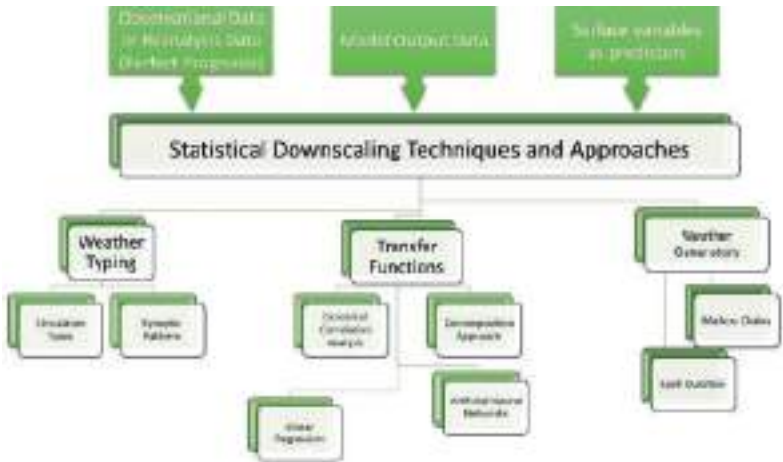 Observational Data
or Reanalysis Data
(Perfect Prognosis)
Model Output Data
Surface variables
as predictors
Statistical Downscaling Techniques and Approaches
Weather
Typing
Transfer
Functions
Weather
Generators
Circulation
Types
Synoptic
Pattern
Canonical
Correlation
Analysis
Decomposition
Approach
Markov Chains
Spell Duration
Linear
Regression
Artificial Neural
Networks